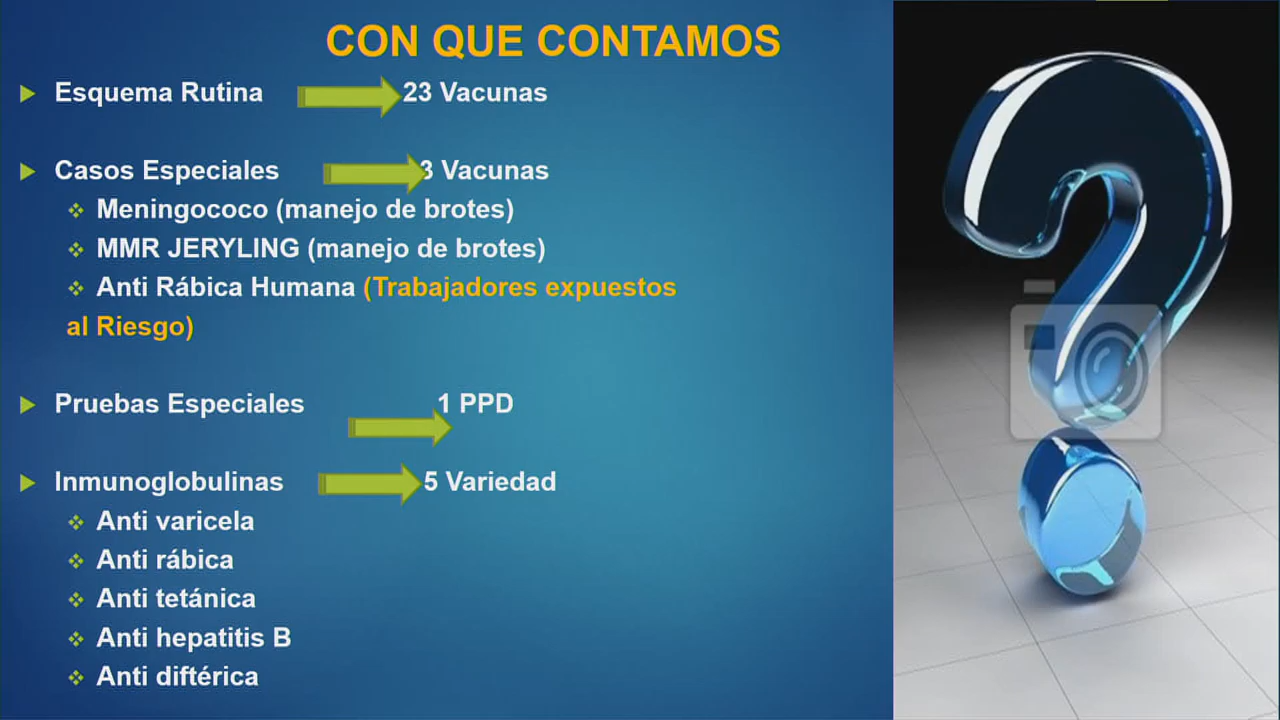 CON QUE CONTAMOS
Esquema Rutina 23 Vacunas
Casos Especiales 3 Vacunas
Meningococo (manejo de brotes)
MMR JERYLING (manejo de brotes)
Anti Rábica Humana (Trabajadores expuestos
al Riesgo)
Pruebas Especiales 1 PPD
Inmunoglobulinas 5 Variedad
Anti varicela
Anti rábica
Anti tetánica
Anti hepatitis B
Anti diftérica